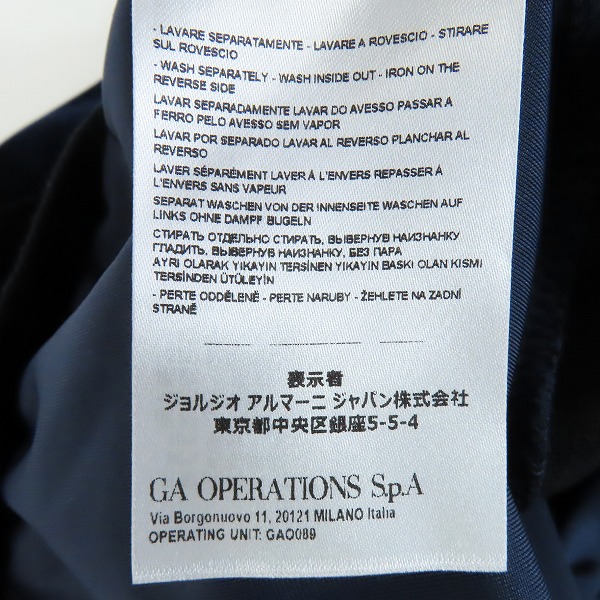 - LAVARE SEPARATAMENTE - LAVARE A ROVESCIO - STIRARE
SUL ROVESCIO
- WASH SEPARATELY - WASH INSIDE OUT - IRON ON THE
REVERSE SIDE
LAVAR SEPARADAMENTE LAVAR DO AVESSO PASSAR A
FERRO PELO AVESSO SEM VAPOR
LAVAR POR SEPARADO LAVAR AL REVERSO PLANCHAR AL
REVERSO
LAVER SÉPARÉMENT LAVER À L'ENVERS REPASSER À
L'ENVERS SANS VAPEUR
SEPARAT WASCHEN VON DER INNENSEITE WASCHEN AUF
LINKS OHNE DAMPF BUGELN
СТИРАТЬ ОТДЕЛЬНО СТИРАТЬ, ВЫВЕРНУВ НАИЗНАНКУ
ГЛАДИТЬ, ВЫВЕРНУВ НАИЗНАНКУ, БЕЗ ПАРА
AYRI OLARAK YIKAYIN TERSINEN YIKAYIN BASKI OLAN KISMI
TERSİNDEN ÜTÜLEYİN
- PERTE ODDĚLENĚ - PERTE NARUBY - ŽEHLETE NA ZADNÍ
STRANĚ
表示者
ジョルジオ アルマーニ ジャパン株式会社
東京都中央区銀座5-5-4
GA OPERATIONS S.p.A
Via Borgonuovo 11, 20121 MILANO Italia
OPERATING UNIT: GAO089